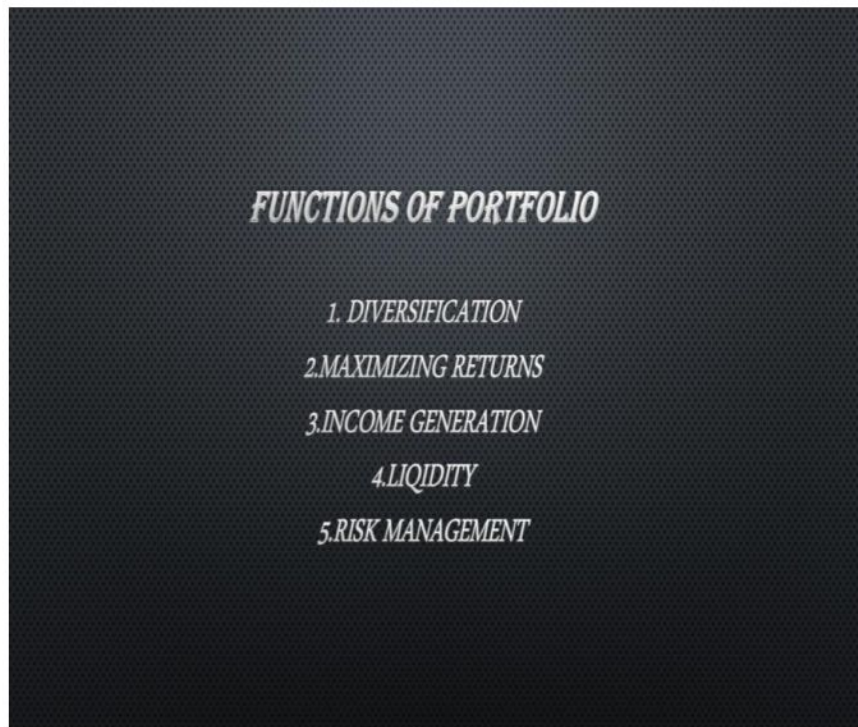 FUNCTIONS OF PORTFOLIO
1. DIVERSIFICATION
2.MAXIMIZING RETURNS
3.INCOME GENERATION
4.LIQIDITY
5.RISK MANAGEMENT